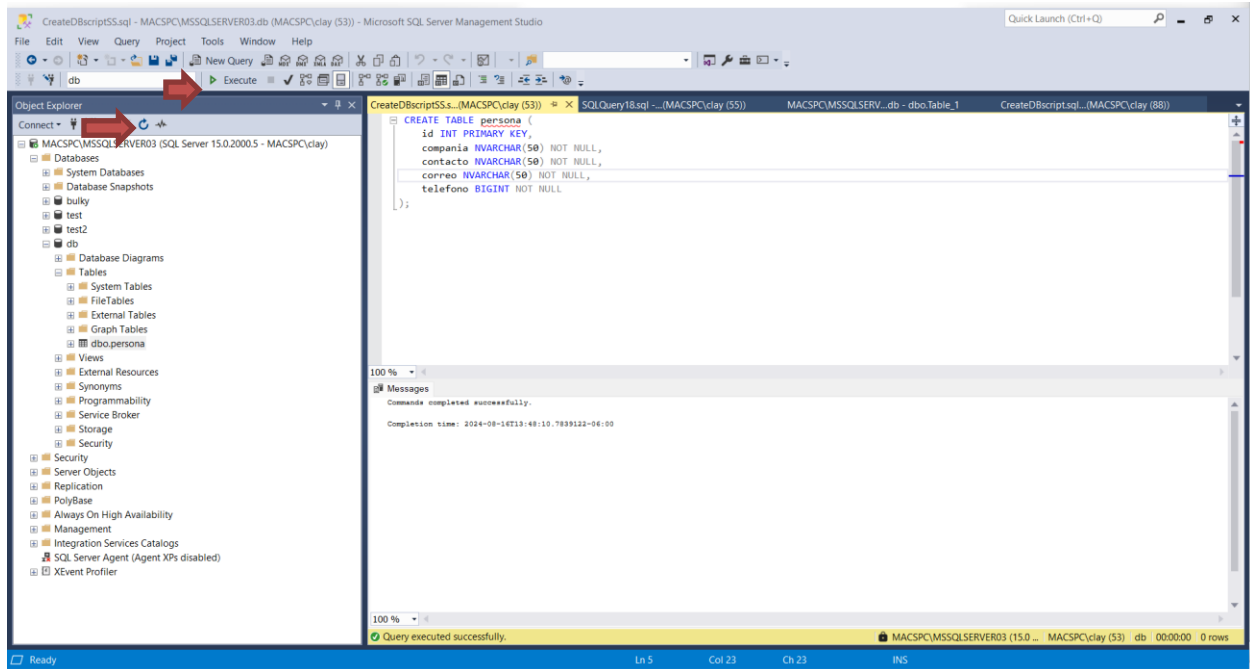 CreateDBscriptSS.sql - MACSPC\MSSQLSERVER03.db (MACSPC\clay (53)) - Microsoft SQL Server Management Studio
Quick Launch (Ctrl+Q)
File Edit View Query Project Tools Window Help
New Query
db
Execute
Object Explorer
Connect
MACSPC\MSSQLSERVER03 (SQL Server 15.0.2000.5 - MACSPC\clay)
Databases
System Databases
Database Snapshots
bulky
test
test2
db
Database Diagrams
Tables
System Tables
FileTables
External Tables
Graph Tables
dbo.persona
Views
External Resources
Synonyms
Programmability
Service Broker
Storage
Security
Security
Server Objects
Replication
PolyBase
Always On High Availability
Management
Integration Services Catalogs
SQL Server Agent (Agent XPs disabled)
XEvent Profiler
CreateDBscriptSS.s...(MACSPC\clay (53)) SQLQuery18.sql -...(MACSPC\clay (55)) MACSPC\MSSQLSERV...db - dbo.Table_1 CreateDBscript.sql...(MACSPC\clay (88))
CREATE TABLE persona (
id INT PRIMARY KEY,
compania NVARCHAR(50) NOT NULL,
contacto NVARCHAR(50) NOT NULL,
correo NVARCHAR(50) NOT NULL,
telefono BIGINT NOT NULL
);
100 %
Messages
Commands completed successfully.
Completion time: 2024-08-16T13:48:10.7839122-06:00
100 %
Query executed successfully. MACSPC\MSSQLSERVER03 (15.0 ... MACSPC\clay (53) db 00:00:00 0 rows
Ready Ln 5 Col 23 Ch 23 INS